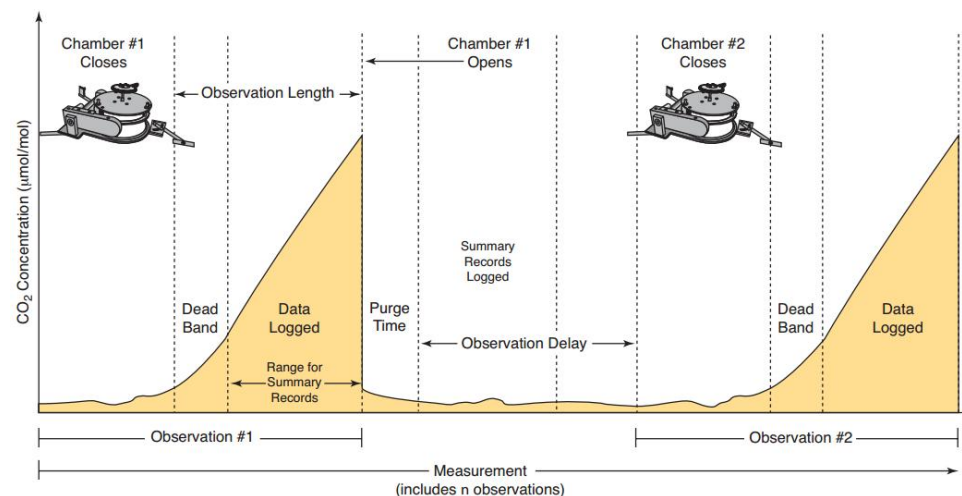 CO₂ Concentration (µmol/mol)
Chamber #1
Closes
Observation Length
Chamber #1
Opens
Chamber #2
Closes
Summary
Records
Logged
Dead
Band
Data
Logged
Purge
Time
Observation Delay
Range for
Summary
Records
Dead
Band
Data
Logged
Observation #1
Observation #2
Measurement
(includes n observations)